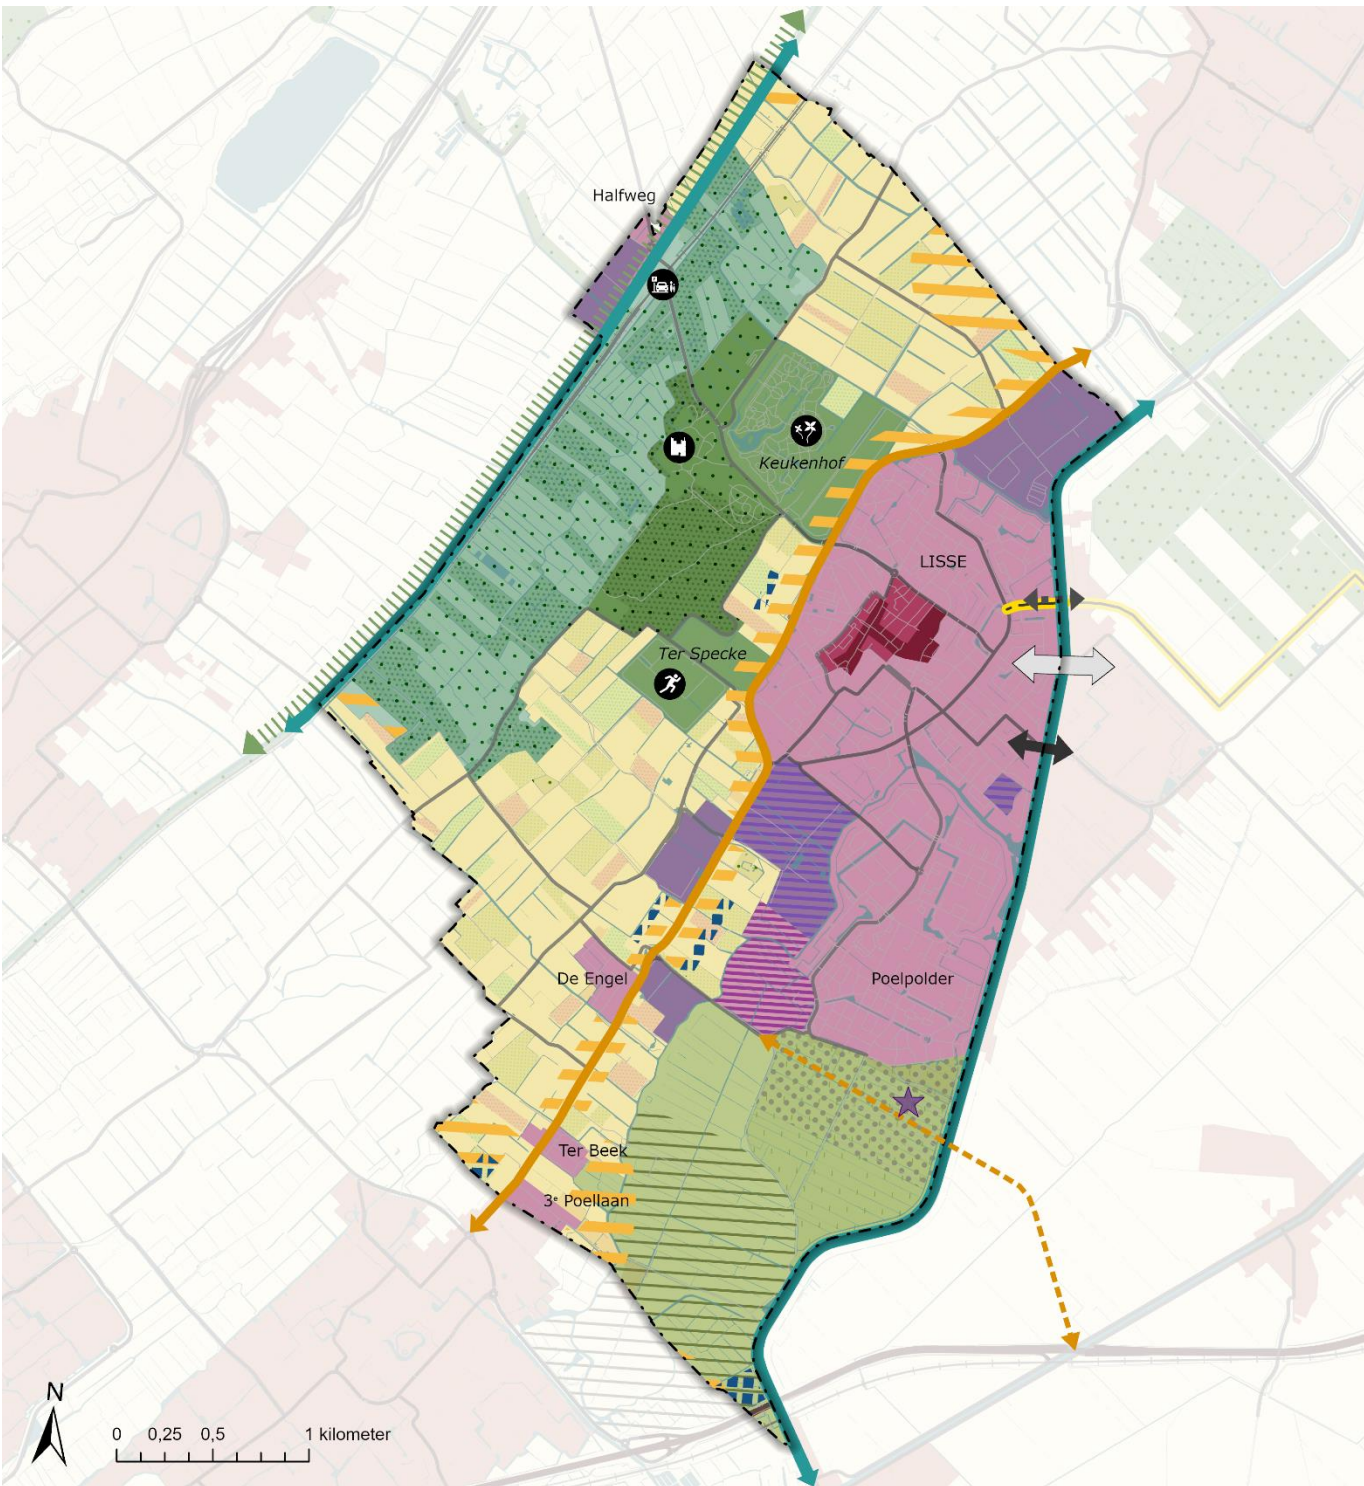 Halfweg
Keukenhof
LISSE
Ter Specke
De Engel
Poelpolder
Ter Beek
3e Poellaan
N
0 0,25 0,5 1 kilometer